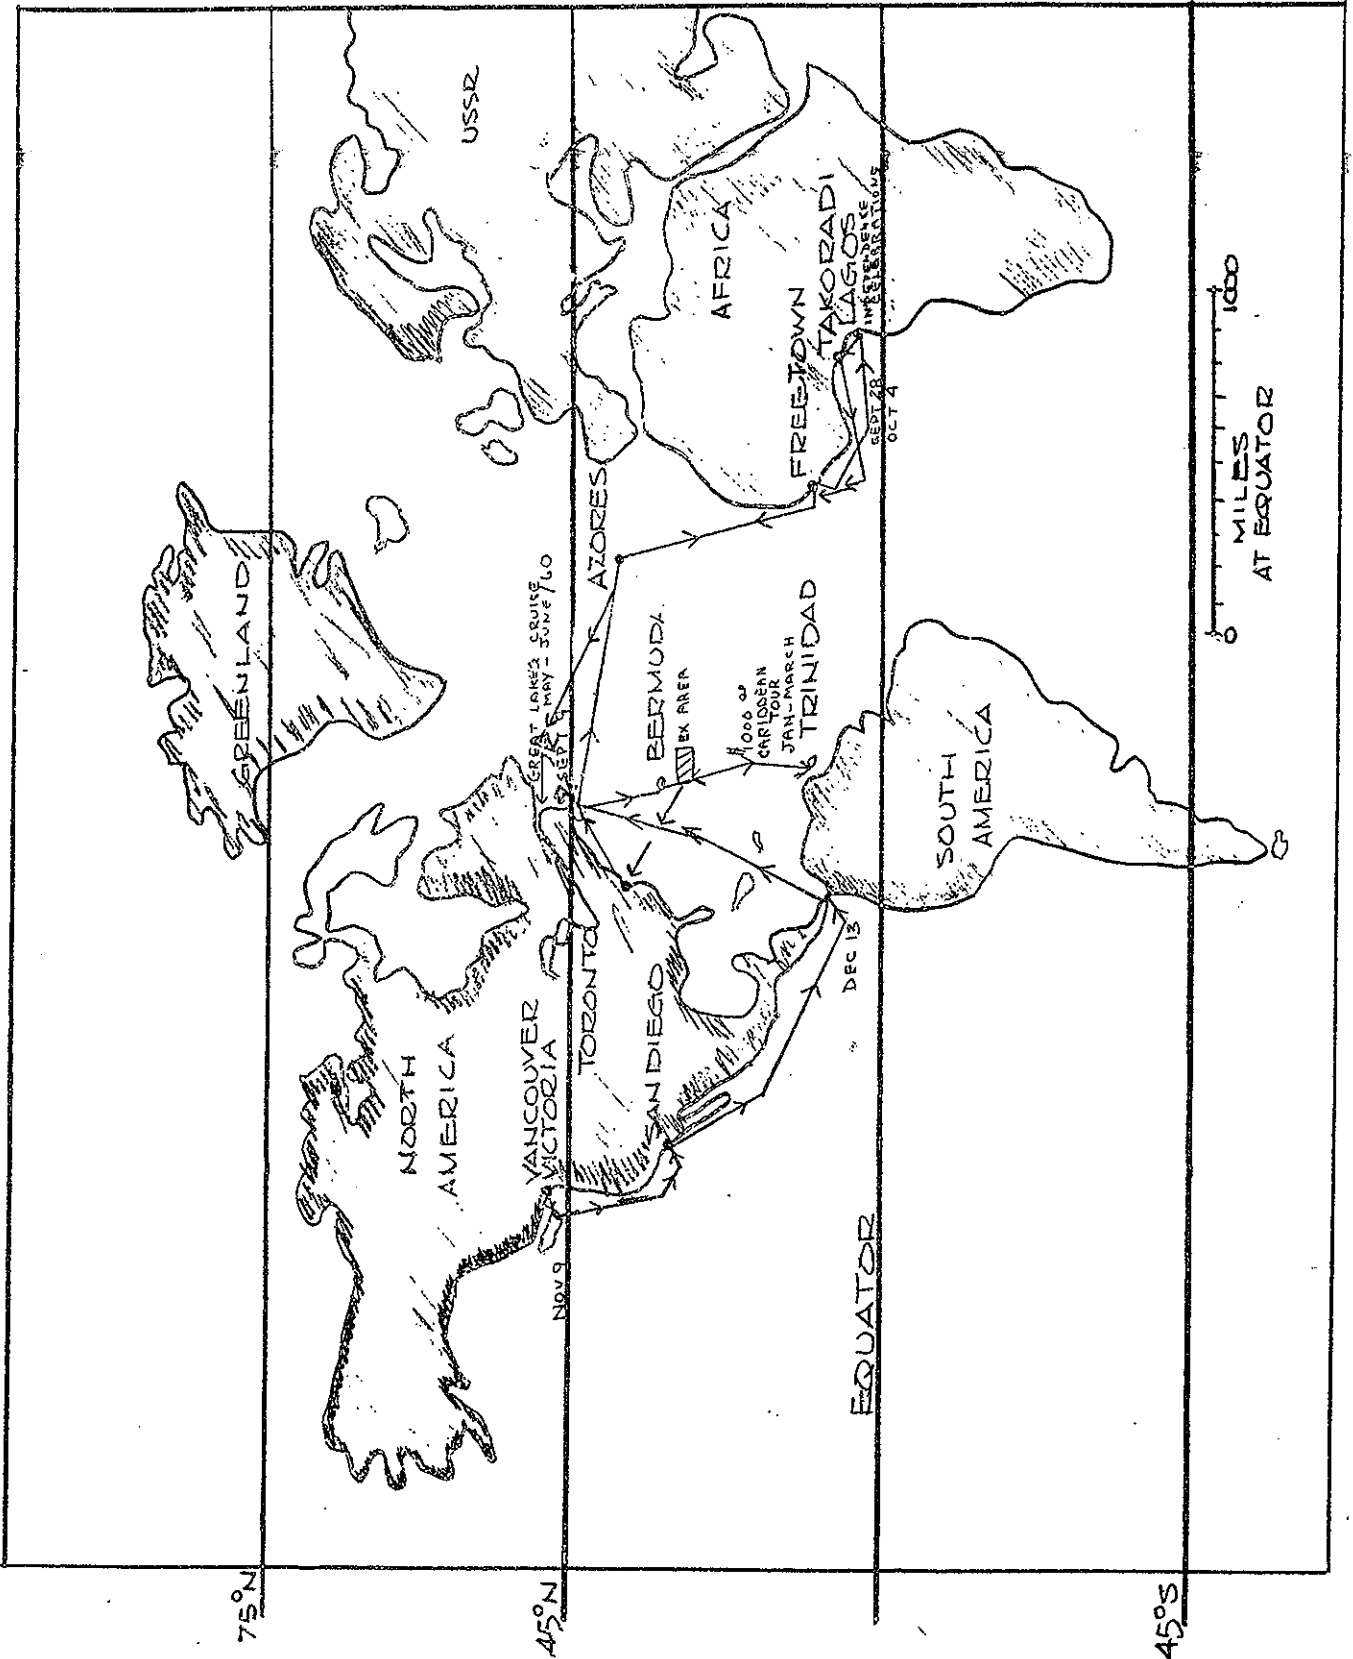 75°N
45°N
45°S
GREENLAND
USSR
NORTH
AMERICA
VANCOUVER
VICTORIA
NOV 9
TORONTO
SAN DIEGO
GREAT LAKES CRUISE
MAY - JUNE/60
SEPT
AZORES
BERMUDA
EX AREA
CARIBBEAN
TOUR
JAN-MARCH
TRINIDAD
DEC 13
AFRICA
FREETOWN
TAKORADI
LAGOS
INDEPENDENCE
CELEBRATIONS
SEPT 28
OCT 4
EQUATOR
SOUTH
AMERICA
0
1000
MILES
AT EQUATOR